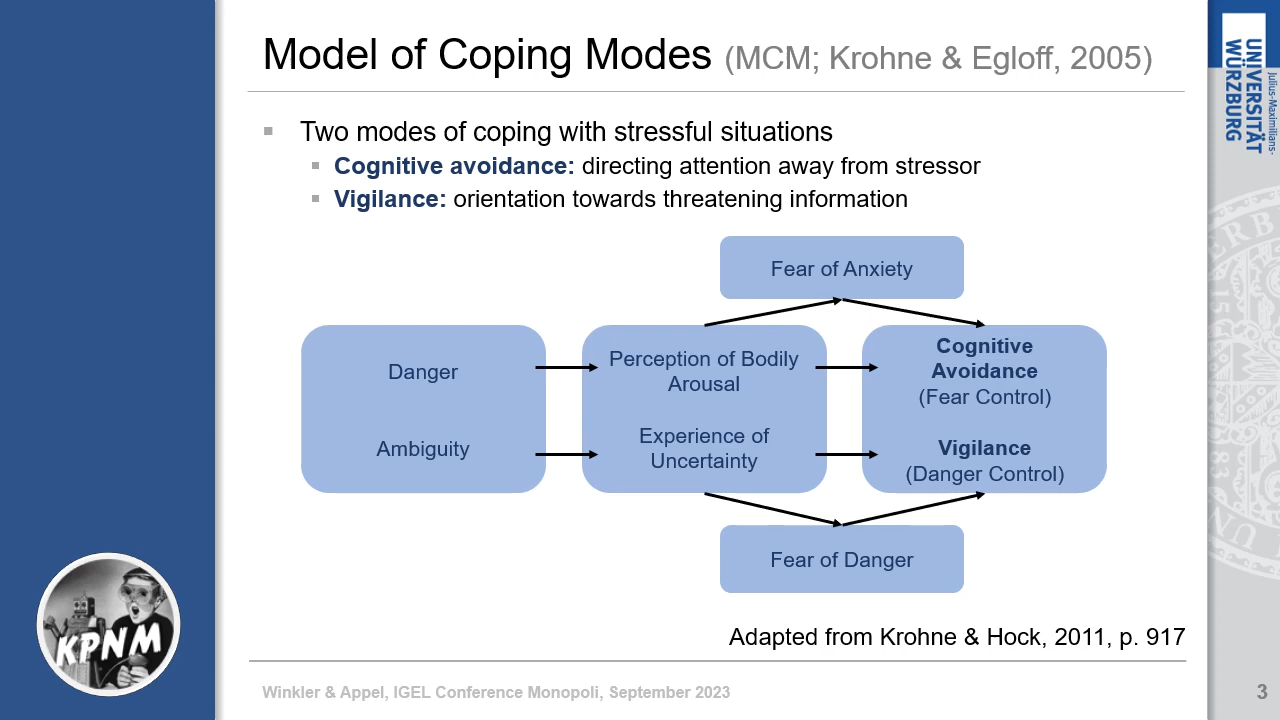 Model of Coping Modes (MCM; Krohne & Egloff, 2005)
Two modes of coping with stressful situations
Cognitive avoidance: directing attention away from stressor
Vigilance: orientation towards threatening information
Fear of Anxiety
Danger
Ambiguity
Perception of Bodily
Arousal
Experience of
Uncertainty
Cognitive
Avoidance
(Fear Control)
Vigilance
(Danger Control)
Fear of Danger
Adapted from Krohne & Hock, 2011, p. 917
Winkler & Appel, IGEL Conference Monopoli, September 2023
3
KPNM
Julius-Maximilians-
UNIVERSITÄT
WÜRZBURG